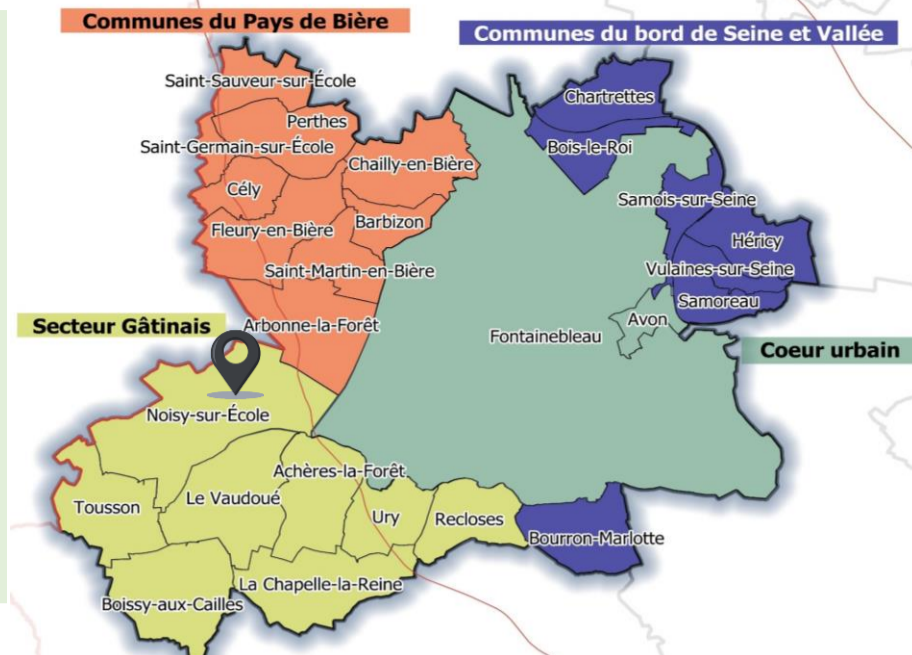 Communes du Pays de Bière
Communes du bord de Seine et Vallée
Saint-Sauveur-sur-École
Perthes
Saint-Germain-sur-École
Chailly-en-Bière
Cély
Barbizon
Fleury-en-Bière
Saint-Martin-en-Bière
Arbonne-la-Forêt
Chartrettes
Bois-le-Roi
Samois-sur-Seine
Héricy
Vulaines-sur-Seine
Samoreau
Avon
Fontainebleau
Coeur urbain
Secteur Gâtinais
Noisy-sur-École
Achères-la-Forêt
Le Vaudoué
Tousson
Ury
Recloses
Bourron-Marlotte
La Chapelle-la-Reine
Boissy-aux-Cailles